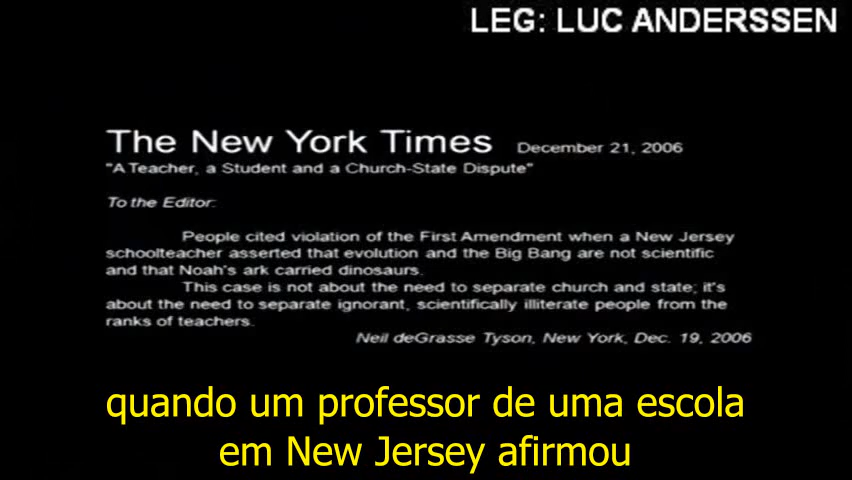 LEG: LUC ANDERSSEN
The New York Times December 21, 2006
"A Teacher, a Student and a Church-State Dispute"
To the Editor:
People cited violation of the First Amendment when a New Jersey
schoolteacher asserted that evolution and the Big Bang are not scientific
and that Noah's ark carried dinosaurs.
This case is not about the need to separate church and state; it's
about the need to separate ignorant, scientifically illiterate people from the
ranks of teachers.
Neil deGrasse Tyson, New York, Dec. 19, 2006
quando um professor de uma escola
em New Jersey afirmou